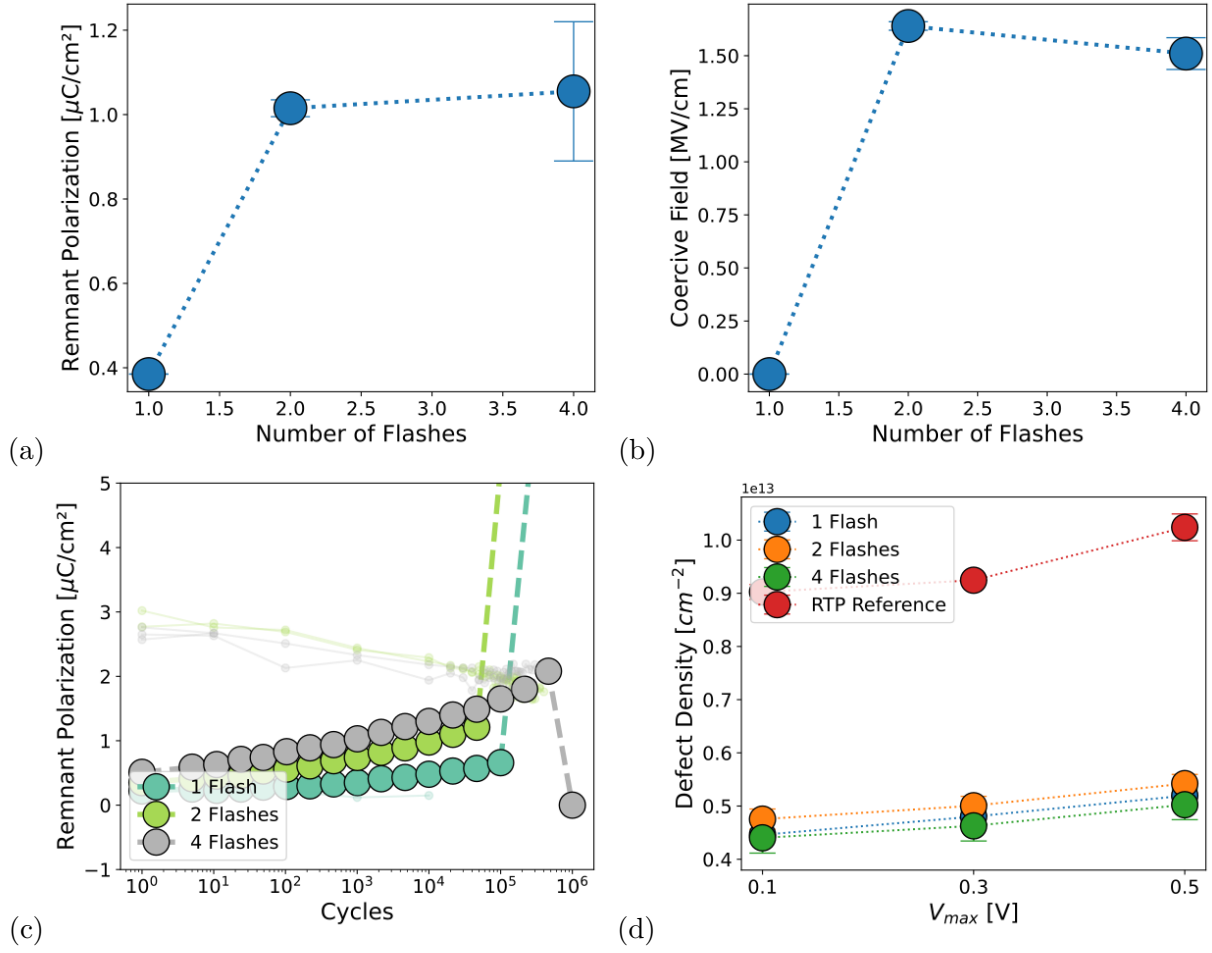 Remnant Polarization [μC/cm²]
1.2
1.0
0.8
0.6
0.4
1.0 1.5 2.0 2.5 3.0 3.5 4.0
Number of Flashes
(a)
Coercive Field [MV/cm]
1.50
1.25
1.00
0.75
0.50
0.25
0.00
1.0 1.5 2.0 2.5 3.0 3.5 4.0
Number of Flashes
(b)
Remnant Polarization [μC/cm²]
5
4
3
2
1
0
−1
1 Flash
2 Flashes
4 Flashes
10⁰ 10¹ 10² 10³ 10⁴ 10⁵ 10⁶
Cycles
(c)
1e13
Defect Density [cm⁻²]
1.0
0.9
0.8
0.7
0.6
0.5
0.4
1 Flash
2 Flashes
4 Flashes
RTP Reference
0.1 0.3 0.5
V_max [V]
(d)